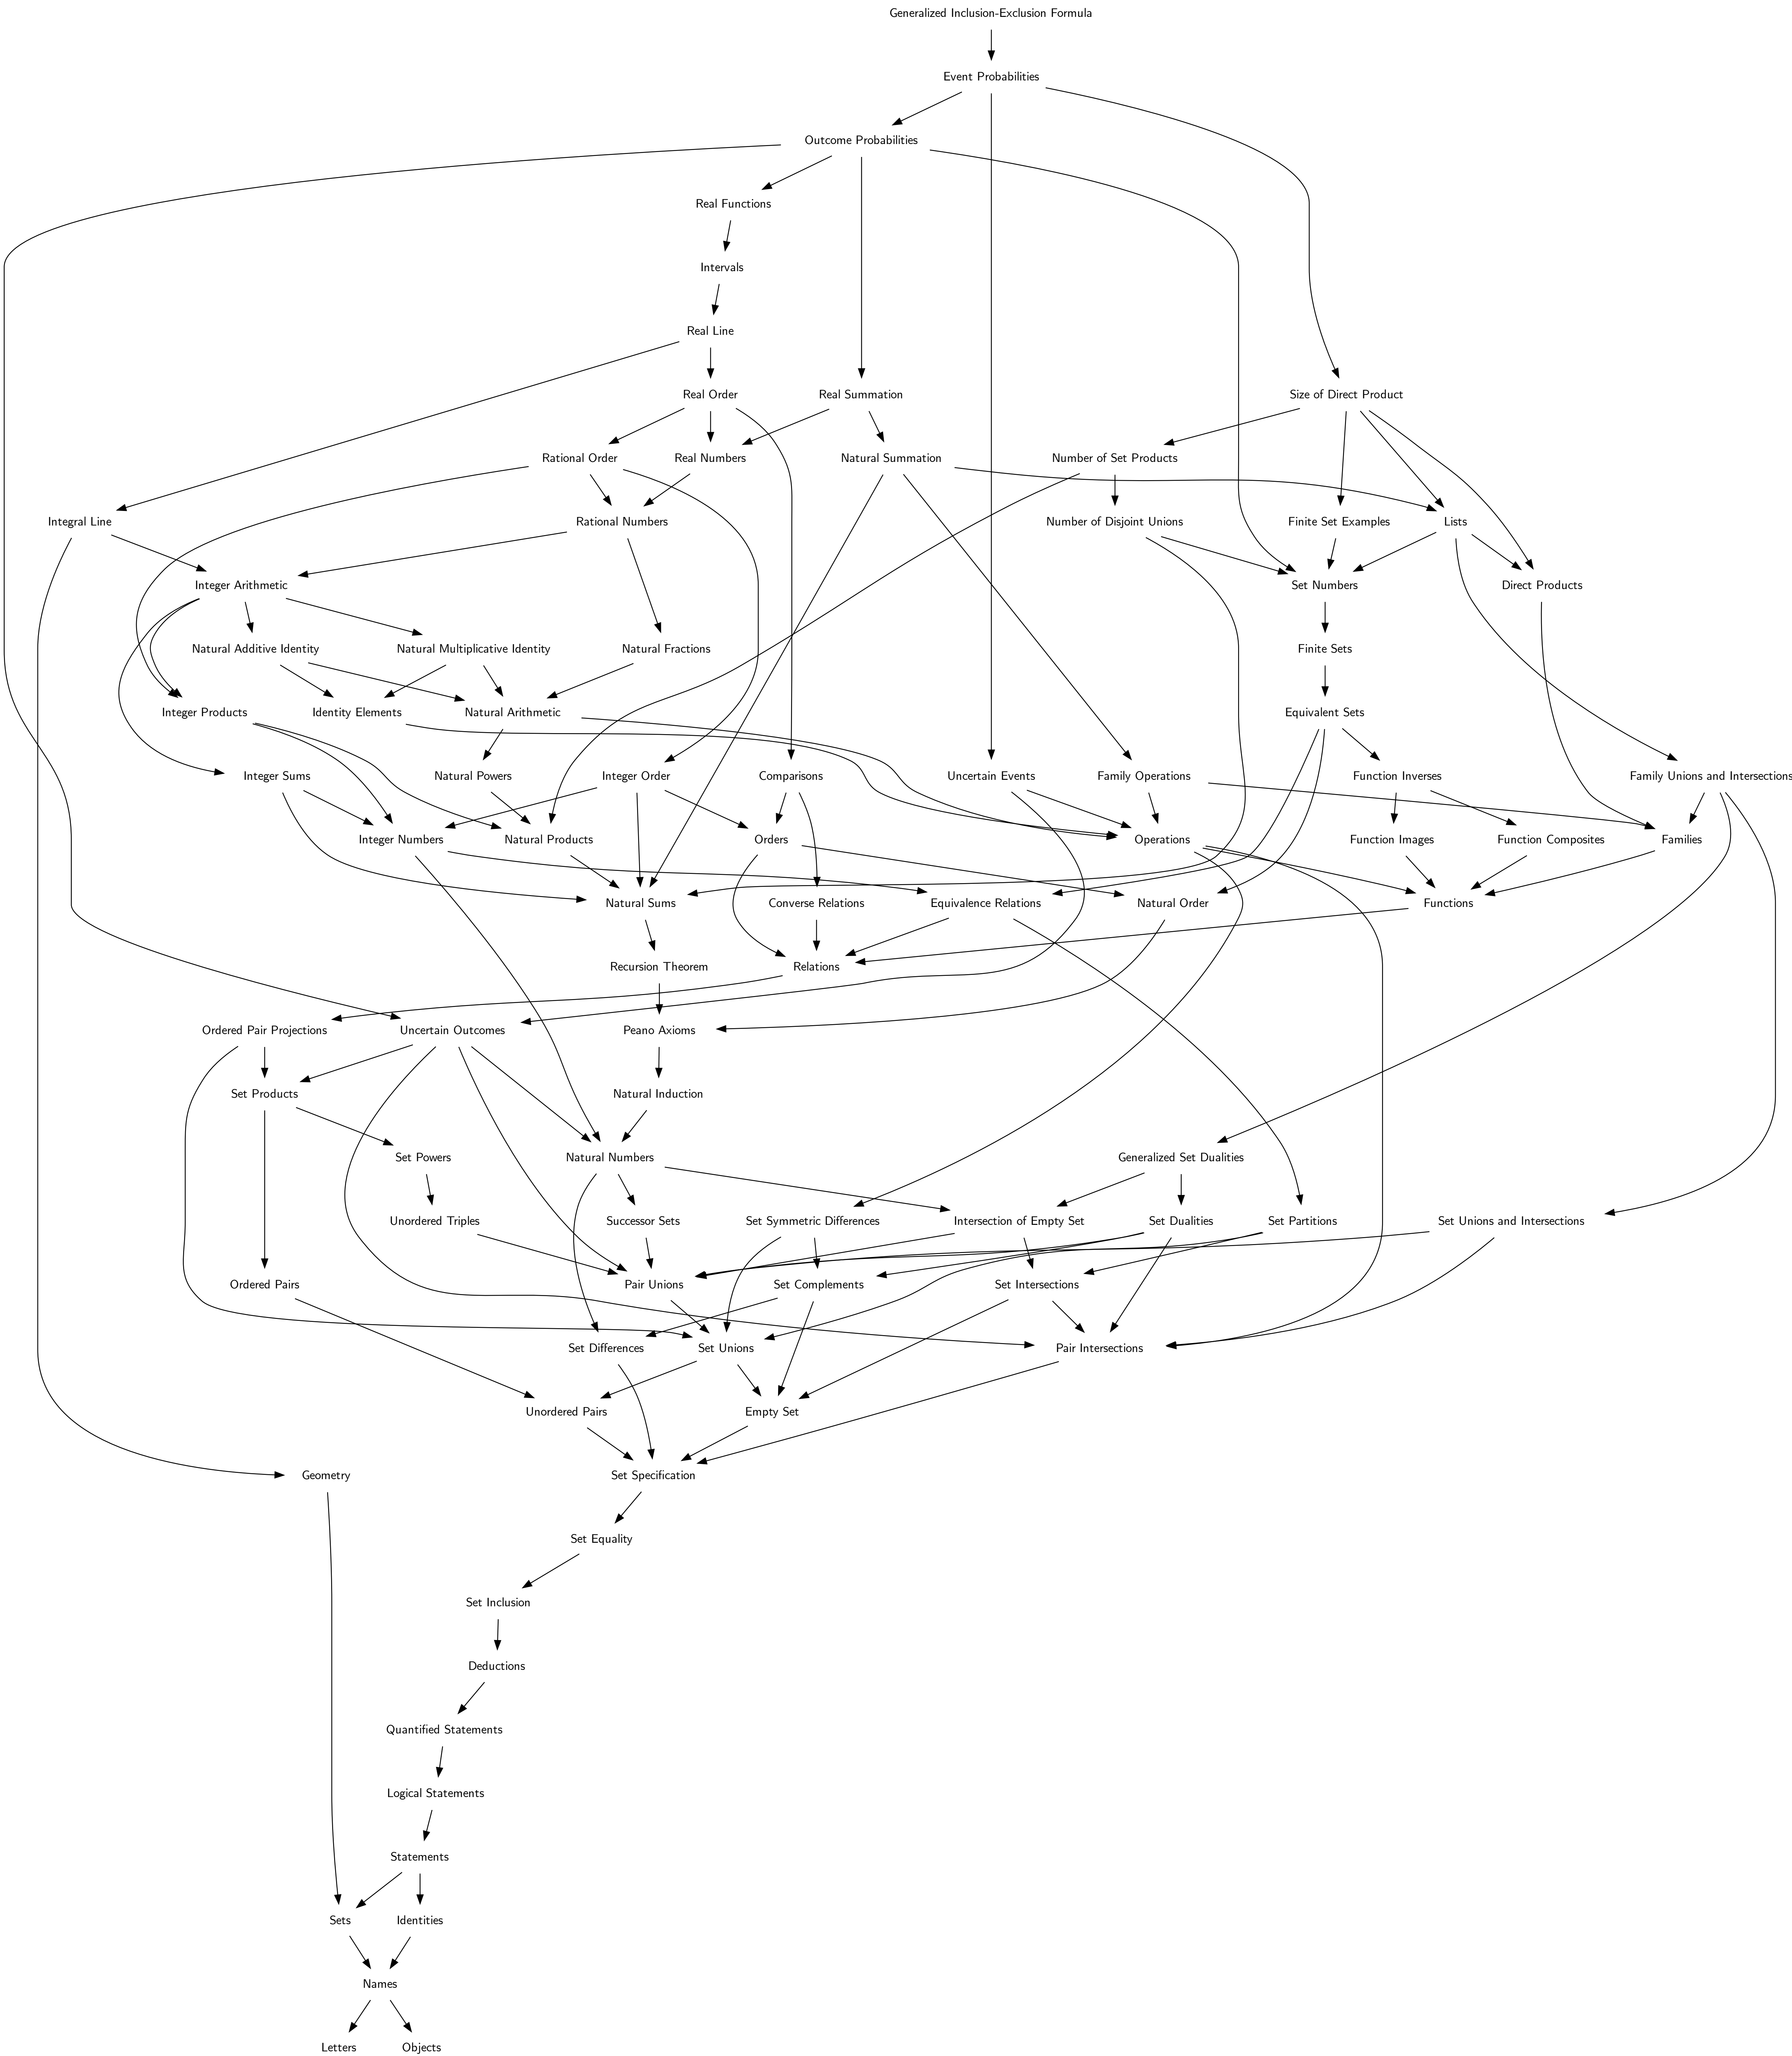 Generalized Inclusion-Exclusion Formula
Event Probabilities
Outcome Probabilities
Real Functions
Intervals
Real Line
Real Order
Real Summation
Size of Direct Product
Rational Order
Real Numbers
Natural Summation
Number of Set Products
Integral Line
Rational Numbers
Number of Disjoint Unions
Finite Set Examples
Lists
Integer Arithmetic
Set Numbers
Direct Products
Natural Additive Identity
Natural Multiplicative Identity
Natural Fractions
Finite Sets
Integer Products
Identity Elements
Natural Arithmetic
Equivalent Sets
Integer Sums
Natural Powers
Integer Order
Comparisons
Uncertain Events
Family Operations
Function Inverses
Family Unions and Intersections
Integer Numbers
Natural Products
Orders
Operations
Function Images
Function Composites
Families
Natural Sums
Converse Relations
Equivalence Relations
Natural Order
Functions
Recursion Theorem
Relations
Ordered Pair Projections
Uncertain Outcomes
Peano Axioms
Set Products
Natural Induction
Set Powers
Natural Numbers
Generalized Set Dualities
Unordered Triples
Successor Sets
Set Symmetric Differences
Intersection of Empty Set
Set Dualities
Set Partitions
Set Unions and Intersections
Ordered Pairs
Pair Unions
Set Complements
Set Intersections
Set Differences
Set Unions
Pair Intersections
Unordered Pairs
Empty Set
Geometry
Set Specification
Set Equality
Set Inclusion
Deductions
Quantified Statements
Logical Statements
Statements
Sets
Identities
Names
Letters
Objects